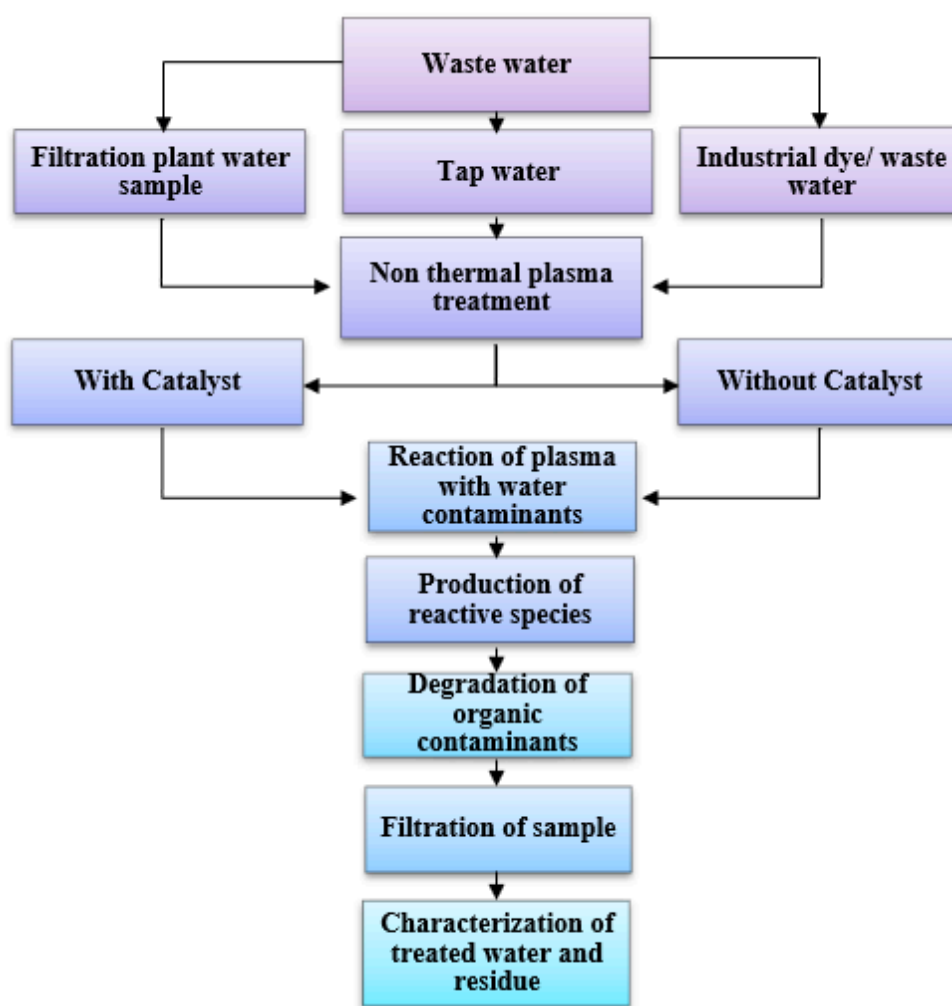 Waste water
Filtration plant water
sample
Tap water
Industrial dye/ waste
water
Non thermal plasma
treatment
With Catalyst
Without Catalyst
Reaction of plasma
with water
contaminants
Production of
reactive species
Degradation of
organic
contaminants
Filtration of sample
Characterization of
treated water and
residue